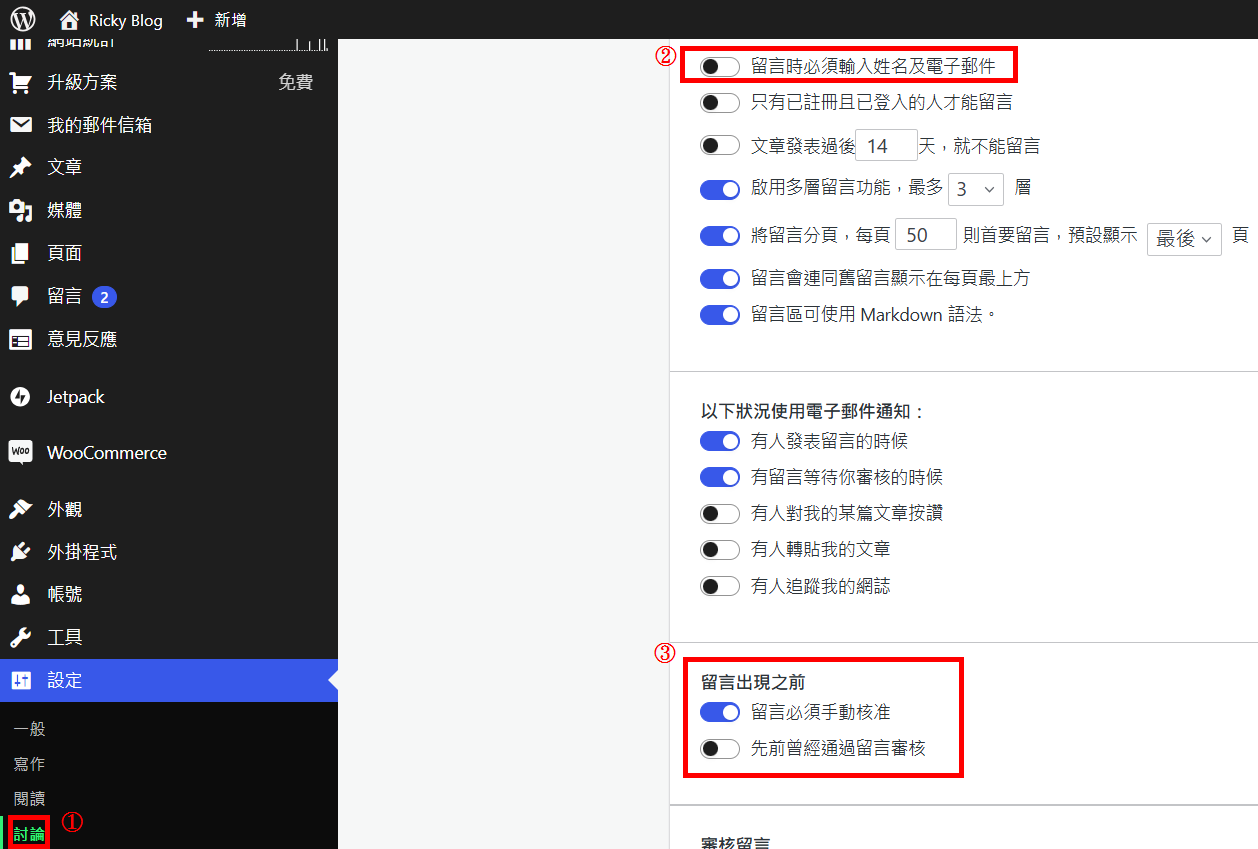 Ricky Blog 新增
網站統計
升級方案 免費
我的郵件信箱
文章
媒體
頁面
留言 2
意見反應
Jetpack
WooCommerce
外觀
外掛程式
帳號
工具
設定
一般
寫作
閱讀
討論 ①
② 留言時必須輸入姓名及電子郵件
只有已註冊且已登入的人才能留言
文章發表過後 14 天，就不能留言
啟用多層留言功能，最多 3 層
將留言分頁，每頁 50 則首要留言，預設顯示 最後 頁
留言會連同舊留言顯示在每頁最上方
留言區可使用 Markdown 語法。
以下狀況使用電子郵件通知：
有人發表留言的時候
有留言等待你審核的時候
有人對我的某篇文章按讚
有人轉貼我的文章
有人追蹤我的網誌
③
留言出現之前
留言必須手動核准
先前曾經通過留言審核
審核留言